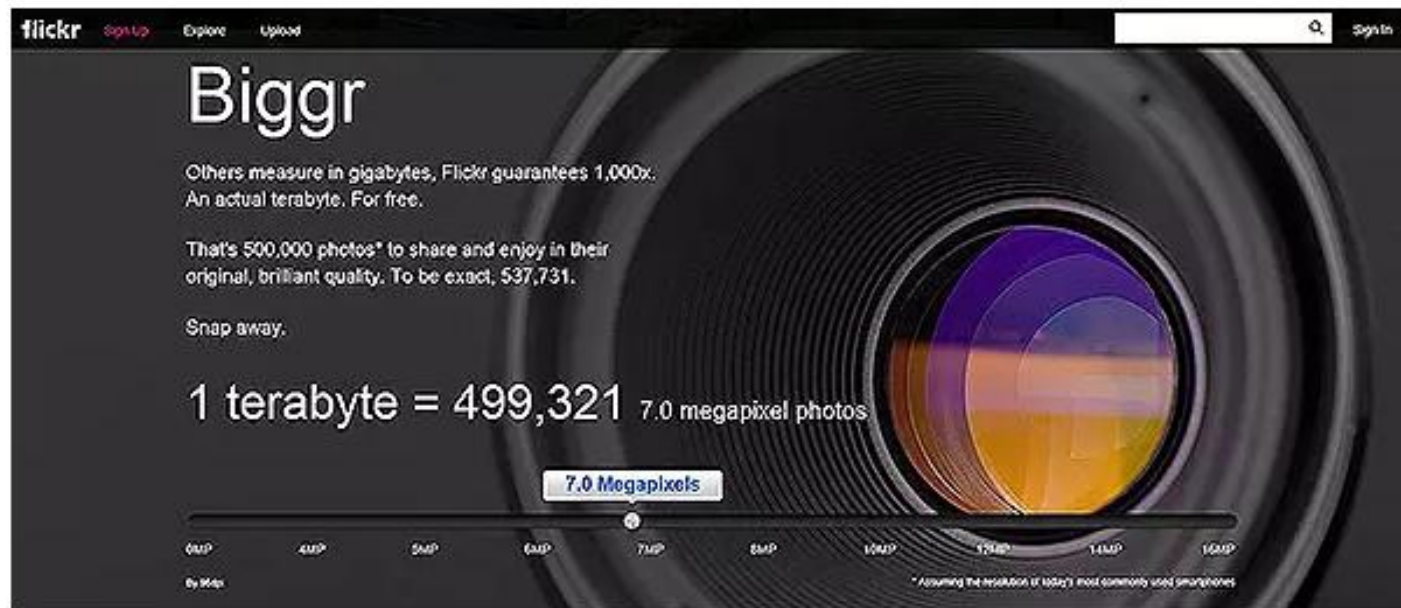 flickr Sign Up Explore Upload Sign In
Biggr
Others measure in gigabytes, Flickr guarantees 1,000x.
An actual terabyte. For free.
That's 500,000 photos* to share and enjoy in their
original, brilliant quality. To be exact, 537,731.
Snap away.
1 terabyte = 499,321 7.0 megapixel photos
7.0 Megapixels
0MP 4MP 5MP 6MP 7MP 8MP 10MP 12MP 14MP 16MP
By 96dpi * Assuming the resolution of today's most commonly used smartphones